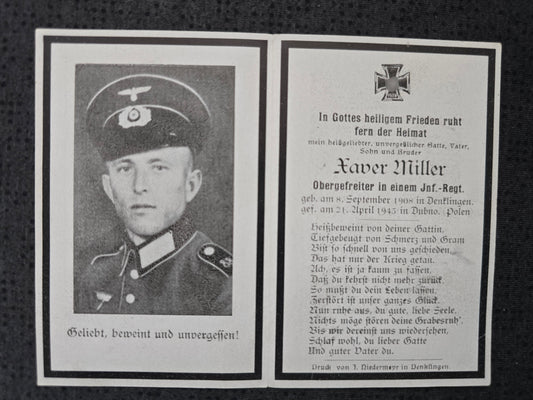 Geliebt, beweint und unvergessen!
In Gottes heiligem Frieden ruht
fern der Heimat
mein heißgeliebter, unvergeßlicher Gatte, Vater,
Sohn und Bruder
Xaver Miller
Obergefreiter in einem Inf.-Regt.
geb. am 8. September 1908 in Denklingen.
gef. am 21. April 1943 in Dubno. Polen
Heißbeweint von deiner Gattin,
Tiefgebeugt von Schmerz und Gram
Bist so schnell von uns geschieden,
Das hat nur der Krieg getan.
Ach, es ist ja kaum zu fassen,
Daß du kehrst nicht mehr zurück.
So mußt du dein Leben lassen,
Zerstört ist unser ganzes Glück.
Nun ruhe aus, du gute, liebe Seele.
Nichts möge stören deine Grabesruh'.
Bis wir dereinst uns wiedersehen.
Schlaf wohl, du lieber Gatte
Und guter Vater du.
Druck von J. Niedermeyr in Denklingen.